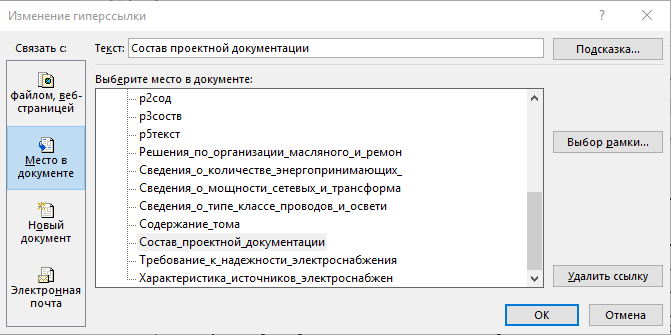 Изменение гиперссылки
? ×
Связать с:
Текст:
Состав проектной документации
Подсказка...
Выберите место в документе:
файлом, веб-
страницей
Место в
документе
Новый
документ
Электронная
почта
р2сод
р3соств
р5текст
Решения_по_организации_масляного_и_ремон
Сведения_о_количестве_энергопринимающих_
Сведения_о_мощности_сетевых_и_трансформа
Сведения_о_типе_классе_проводов_и_освети
Содержание_тома
Состав_проектной_документации
Требование_к_надежности_электроснабжения
Характеристика_источников_электроснабжен
Выбор рамки...
Удалить ссылку
ОК
Отмена